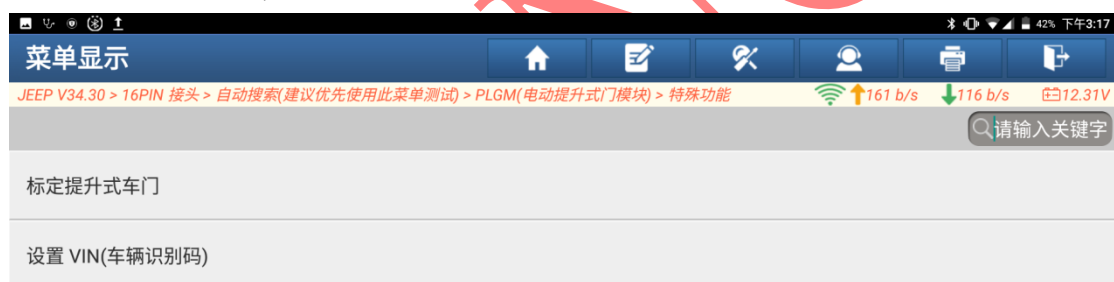 42% 下午3:17
菜单显示
JEEP V34.30 > 16PIN 接头 > 自动搜索(建议优先使用此菜单测试) > PLGM(电动提升式门模块) > 特殊功能 161 b/s 116 b/s 12.31V
请输入关键字
标定提升式车门
设置 VIN(车辆识别码)